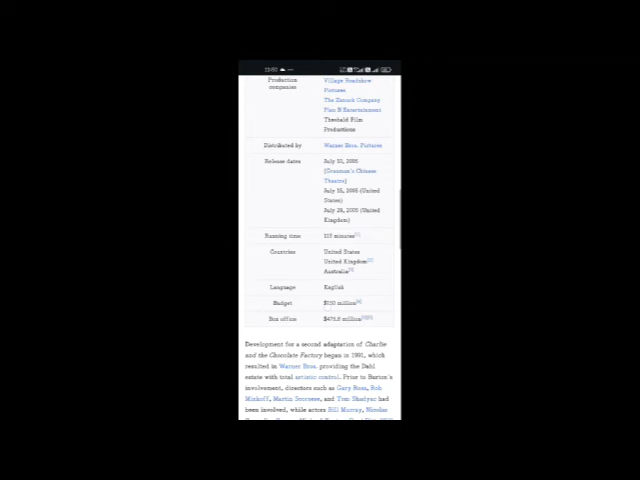 Production
companies
Village Roadshow
Pictures
The Zanuck Company
Plan B Entertainment
Theobald Film
Productions
Distributed by Warner Bros. Pictures
Release dates July 10, 2005
(Grauman's Chinese
Theatre)
July 15, 2005 (United
States)
July 29, 2005 (United
Kingdom)
Running time 115 minutes
Countries United States
United Kingdom
Australia
Language English
Budget $150 million
Box office $475.8 million
Development for a second adaptation of Charlie
and the Chocolate Factory began in 1991, which
resulted in Warner Bros. providing the Dahl
estate with total artistic control. Prior to Burton's
involvement, directors such as Gary Ross, Rob
Minkoff, Martin Scorsese, and Tom Shadyac had
been involved, while actors Bill Murray, Nicolas